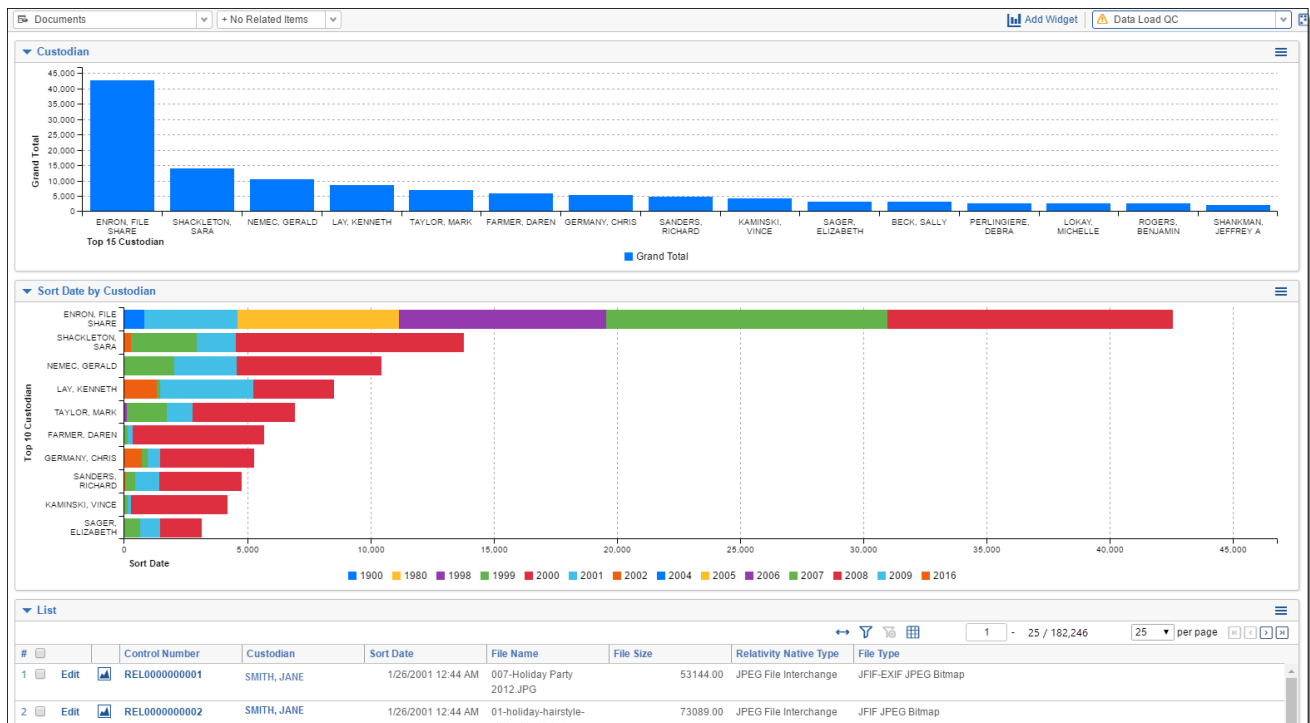 Documents + No Related Items Add Widget Data Load QC
Custodian
45,000
40,000
35,000
30,000
25,000
20,000
15,000
10,000
5,000
0
Grand Total
ENRON, FILE SHARE
SHACKLETON, SARA
NEMEC, GERALD
LAY, KENNETH
TAYLOR, MARK
FARMER, DAREN
GERMANY, CHRIS
SANDERS, RICHARD
KAMINSKI, VINCE
SAGER, ELIZABETH
BECK, SALLY
PERLINGIERE, DEBRA
LOKAY, MICHELLE
ROGERS, BENJAMIN
SHANKMAN, JEFFREY A
Top 15 Custodian
Grand Total
Sort Date by Custodian
Top 10 Custodian
ENRON, FILE
SHARE
SHACKLETON,
SARA
NEMEC, GERALD
LAY, KENNETH
TAYLOR, MARK
FARMER, DAREN
GERMANY, CHRIS
SANDERS,
RICHARD
KAMINSKI, VINCE
SAGER,
ELIZABETH
0 5,000 10,000 15,000 20,000 25,000 30,000 35,000 40,000 45,000
Sort Date
1900 1980 1998 1999 2000 2001 2002 2004 2005 2006 2007 2008 2009 2016
List
1 - 25 / 182,246 25 per page
# Control Number Custodian Sort Date File Name File Size Relativity Native Type File Type
1 Edit REL0000000001 SMITH, JANE 1/26/2001 12:44 AM 007-Holiday Party 53144.00 JPEG File Interchange JFIF-EXIF JPEG Bitmap
2012.JPG
2 Edit REL0000000002 SMITH, JANE 1/26/2001 12:44 AM 01-holiday-hairstyle- 73089.00 JPEG File Interchange JFIF JPEG Bitmap